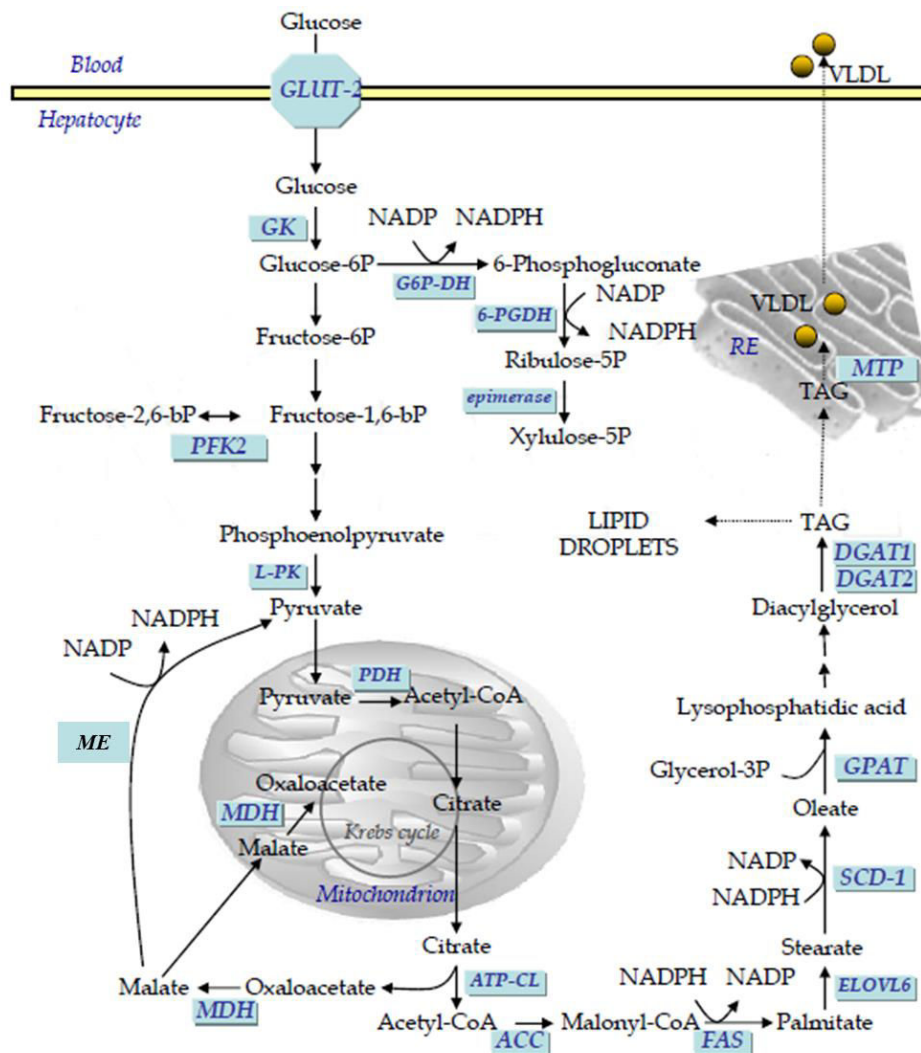 Glucose
Blood
GLUT-2
VLDL
Hepatocyte
Glucose
GK
NADP NADPH
Glucose-6P
6-Phosphogluconate
G6P-DH
NADP
6-PGDH
NADPH
VLDL
Fructose-6P
Ribulose-5P
RE
MTP
TAG
epimerase
Fructose-2,6-bP
Fructose-1,6-bP
Xylulose-5P
PFK2
Phosphoenolpyruvate
LIPID
DROPLETS
TAG
DGAT1
DGAT2
L-PK
Pyruvate
Diacylglycerol
NADPH
NADP
PDH
Pyruvate
Acetyl-CoA
Lysophosphatidic acid
ME
Glycerol-3P
GPAT
Oxaloacetate
Citrate
Oleate
MDH
Krebs cycle
Malate
NADP
SCD-1
NADPH
Mitochondrion
Citrate
Stearate
Malate
Oxaloacetate
ATP-CL
NADPH NADP
ELOVL6
MDH
Acetyl-CoA
ACC
Malonyl-CoA
FAS
Palmitate